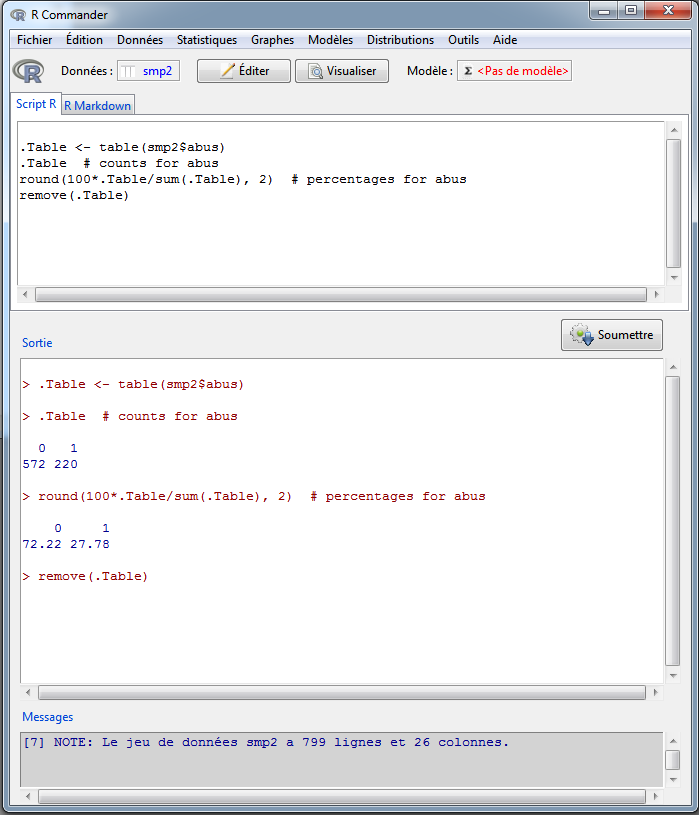 R Commander
Fichier Édition Données Statistiques Graphes Modèles Distributions Outils Aide
R Données : smp2 Éditer Visualiser Modèle : Σ <Pas de modèle>
Script R R Markdown
.Table <- table(smp2$abus)
.Table  # counts for abus
round(100*.Table/sum(.Table), 2)  # percentages for abus
remove(.Table)
Soumettre
Sortie
> .Table <- table(smp2$abus)
> .Table  # counts for abus
  0   1
572 220
> round(100*.Table/sum(.Table), 2)  # percentages for abus
    0     1
72.22 27.78
> remove(.Table)
Messages
[7] NOTE: Le jeu de données smp2 a 799 lignes et 26 colonnes.